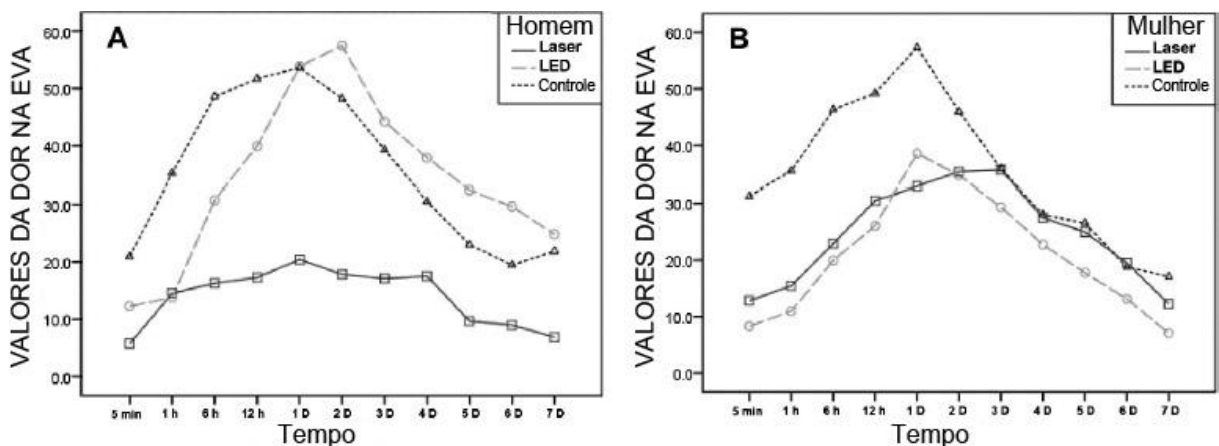 A
Homem
Laser
LED
Controle
VALORES DA DOR NA EVA
60.0
50.0
40.0
30.0
20.0
10.0
0.0
5 min 1 h 6 h 12 h 1 D 2 D 3 D 4 D 5 D 6 D 7 D
Tempo
B
Mulher
Laser
LED
Controle
VALORES DA DOR NA EVA
60.0
50.0
40.0
30.0
20.0
10.0
0.0
5 min 1 h 6 h 12 h 1 D 2 D 3 D 4 D 5 D 6 D 7 D
Tempo